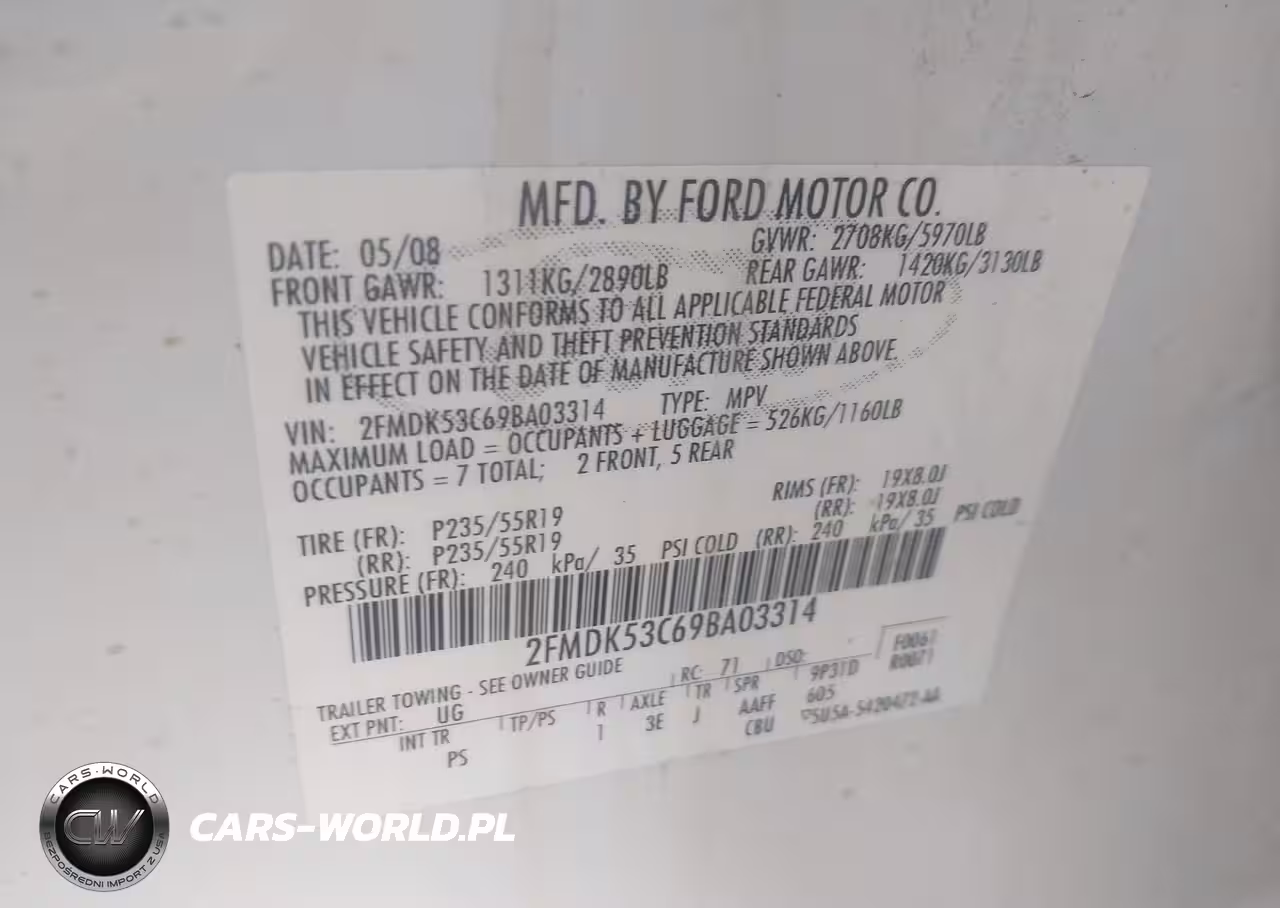 MFD. BY FORD MOTOR CO.
DATE: 05/08 GVWR: 2708KG/5970LB
FRONT GAWR: 1311KG/2890LB REAR GAWR: 1420KG/3130LB
THIS VEHICLE CONFORMS TO ALL APPLICABLE FEDERAL MOTOR
VEHICLE SAFETY AND THEFT PREVENTION STANDARDS
IN EFFECT ON THE DATE OF MANUFACTURE SHOWN ABOVE.
VIN: 2FMDK53C69BA03314 TYPE: MPV
MAXIMUM LOAD = OCCUPANTS + LUGGAGE = 526KG/1160LB
OCCUPANTS = 7 TOTAL; 2 FRONT, 5 REAR
TIRE (FR): P235/55R19 RIMS (FR): 19X8.0J
(RR): P235/55R19 (RR): 19X8.0J
PRESSURE (FR): 240 kPa/ 35 PSI COLD (RR): 240 kPa/ 35 PSI COLD
2FMDK53C69BA03314
TRAILER TOWING - SEE OWNER GUIDE
EXT PNT: UG RC: 71 DSO: F0061
INT TR TP/PS R AXLE TR SPR 9P31D R0071
PS 1 3E J AAFF 605
CBU
CARS-WORLD
CW
BEZPOŚREDNI IMPORT Z USA
CARS-WORLD.PL